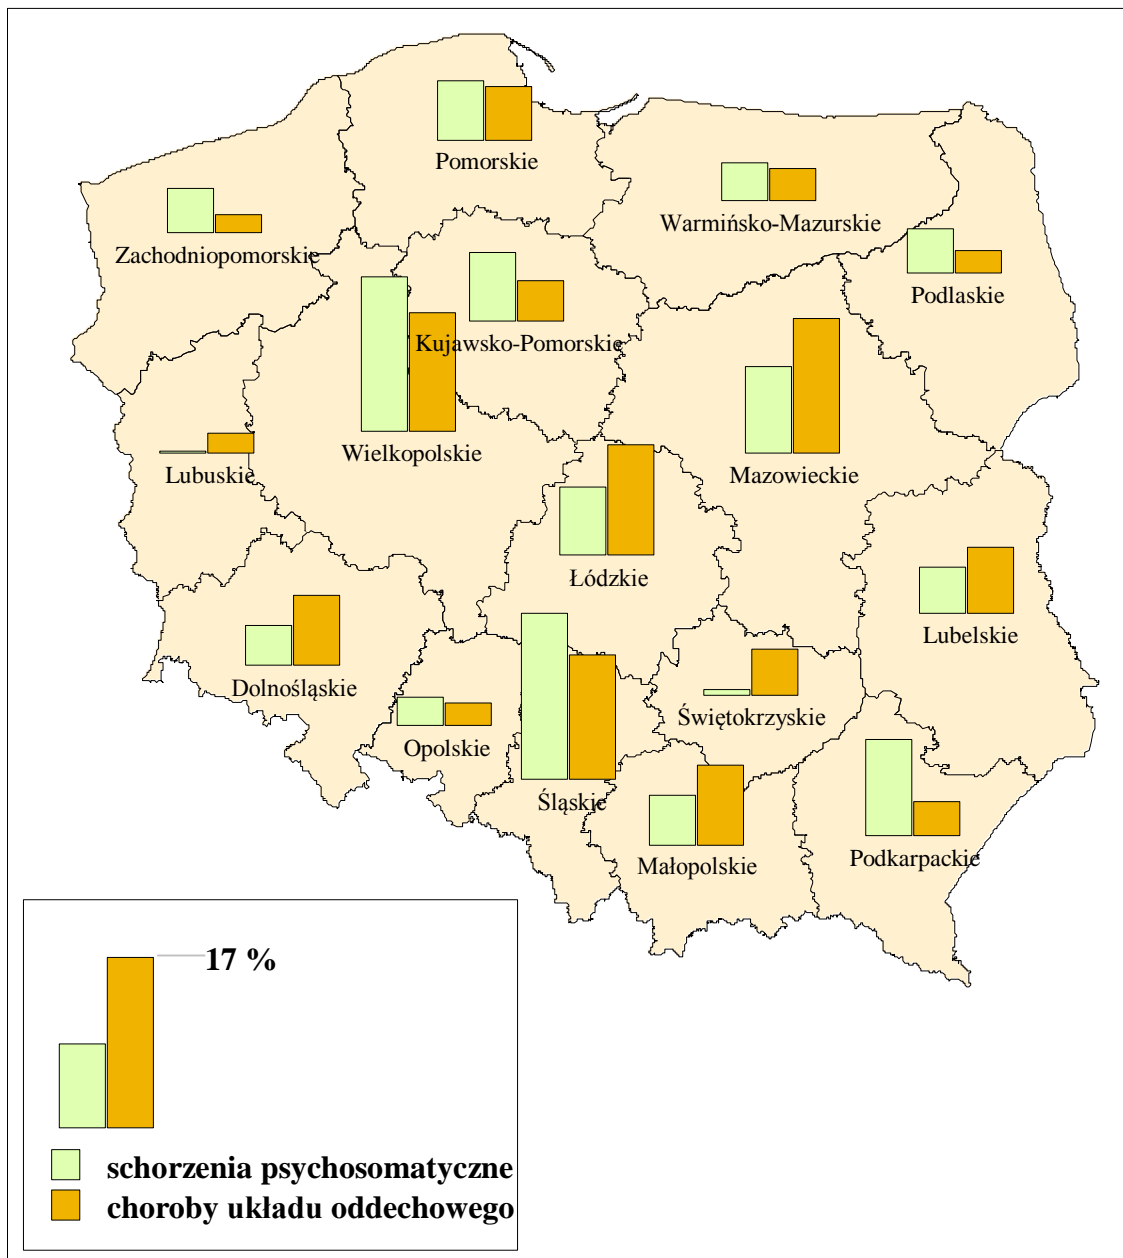 Pomorskie
Warmińsko-Mazurskie
Zachodniopomorskie
Podlaskie
Kujawsko-Pomorskie
Wielkopolskie
Mazowieckie
Lubuskie
Łódzkie
Lubelskie
Dolnośląskie
Świętokrzyskie
Opolskie
Śląskie
Podkarpackie
Małopolskie
17 %
schorzenia psychosomatyczne
choroby układu oddechowego